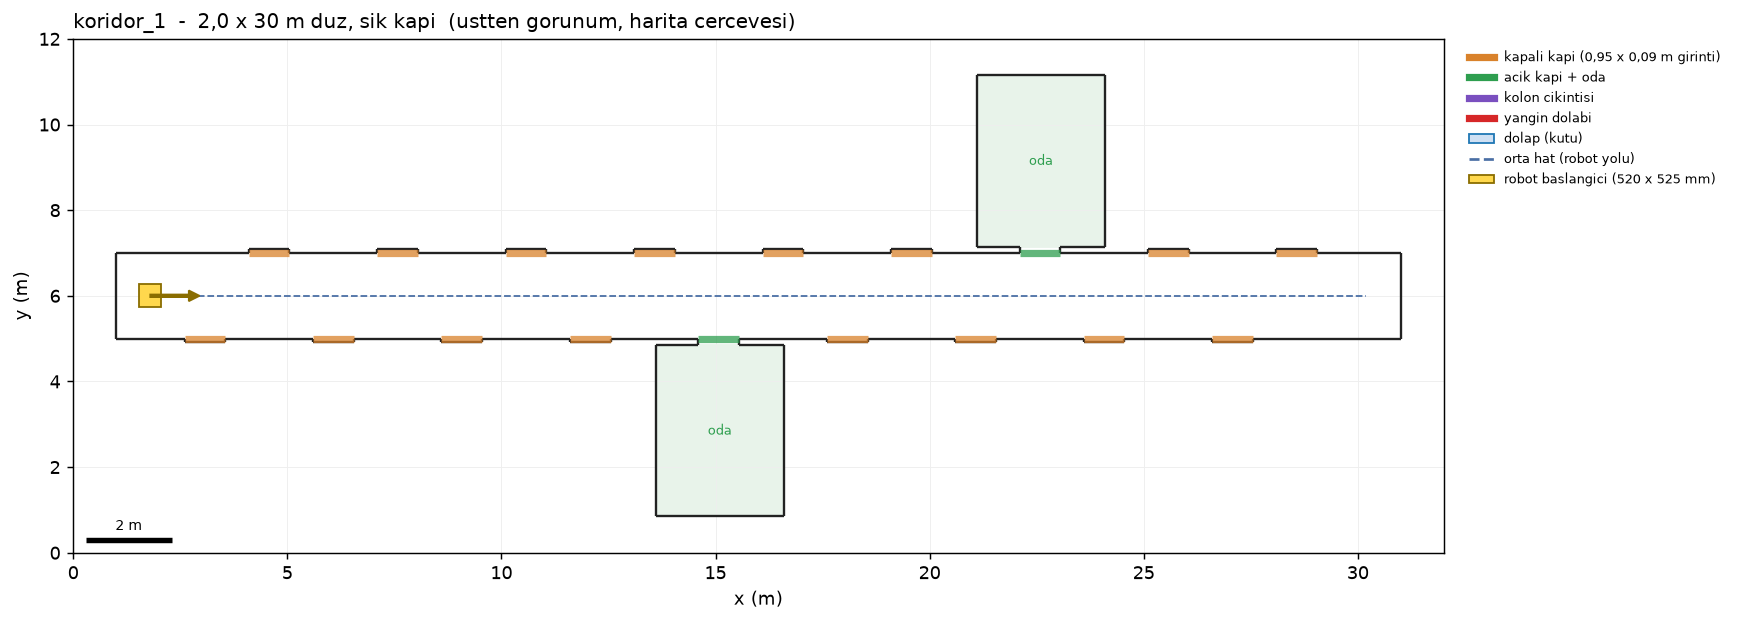 koridor_1  -  2,0 x 30 m duz, sik kapi  (ustten gorunum, harita cercevesi)
12
10
8
6
4
2
0
y (m)
oda
oda
2 m
0
5
10
15
20
25
30
x (m)
kapali kapi (0,95 x 0,09 m girinti)
acik kapi + oda
kolon cikintisi
yangin dolabi
dolap (kutu)
orta hat (robot yolu)
robot baslangici (520 x 525 mm)